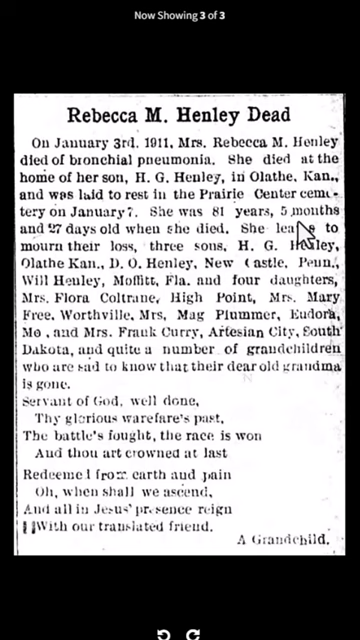 Now Showing 3 of 3
Rebecca M. Henley Dead
On January 3rd, 1911, Mrs. Rebecca M. Henley
died of bronchial pneumonia. She died at the
home of her son, H. G. Henley, in Olathe, Kan.,
and was laid to rest in the Prairie Center ceme-
tery on January 7. She was 81 years, 5 months
and 27 days old when she died. She to
mourn their loss, three sons, H. G. Henley,
Olathe Kan., D. O. Henley, New Castle, Penn.,
Will Henley, Moffitt, Fla. and four daughters,
Mrs. Flora Coltrane, High Point, Mrs. Mary
Free, Worthville, Mrs, Mag Plummer, Eudora,
Mo , and Mrs. Frank Curry, Artesian City, South
Dakota, and quite a number of grandchildren
who are sad to know that their dear old grandma
is gone.
Servant of God, well done,
Thy glorious warefare's past,
The battle's fought, the race is won
And thou art crowned at last
Redeemed from earth and pain
Oh, when shall we ascend,
And all in Jesus' presence reign
With our translated friend.
A Grandchild.